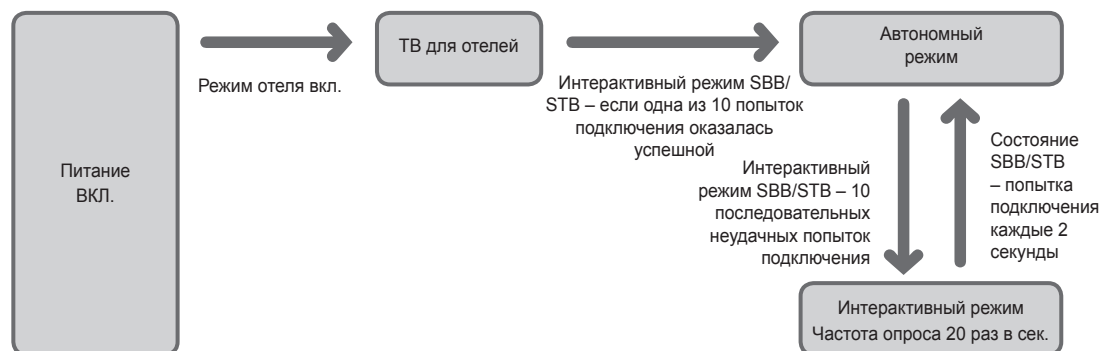 Питание
ВКЛ.
Режим отеля вкл.
ТВ для отелей
Интерактивный режим SBB/
STB – если одна из 10 попыток
подключения оказалась
успешной
Автономный
режим
Интерактивный
режим SBB/STB – 10
последовательных
неудачных попыток
подключения
Состояние
SBB/STB
– попытка
подключения
каждые 2
секунды
Интерактивный режим
Частота опроса 20 раз в сек.